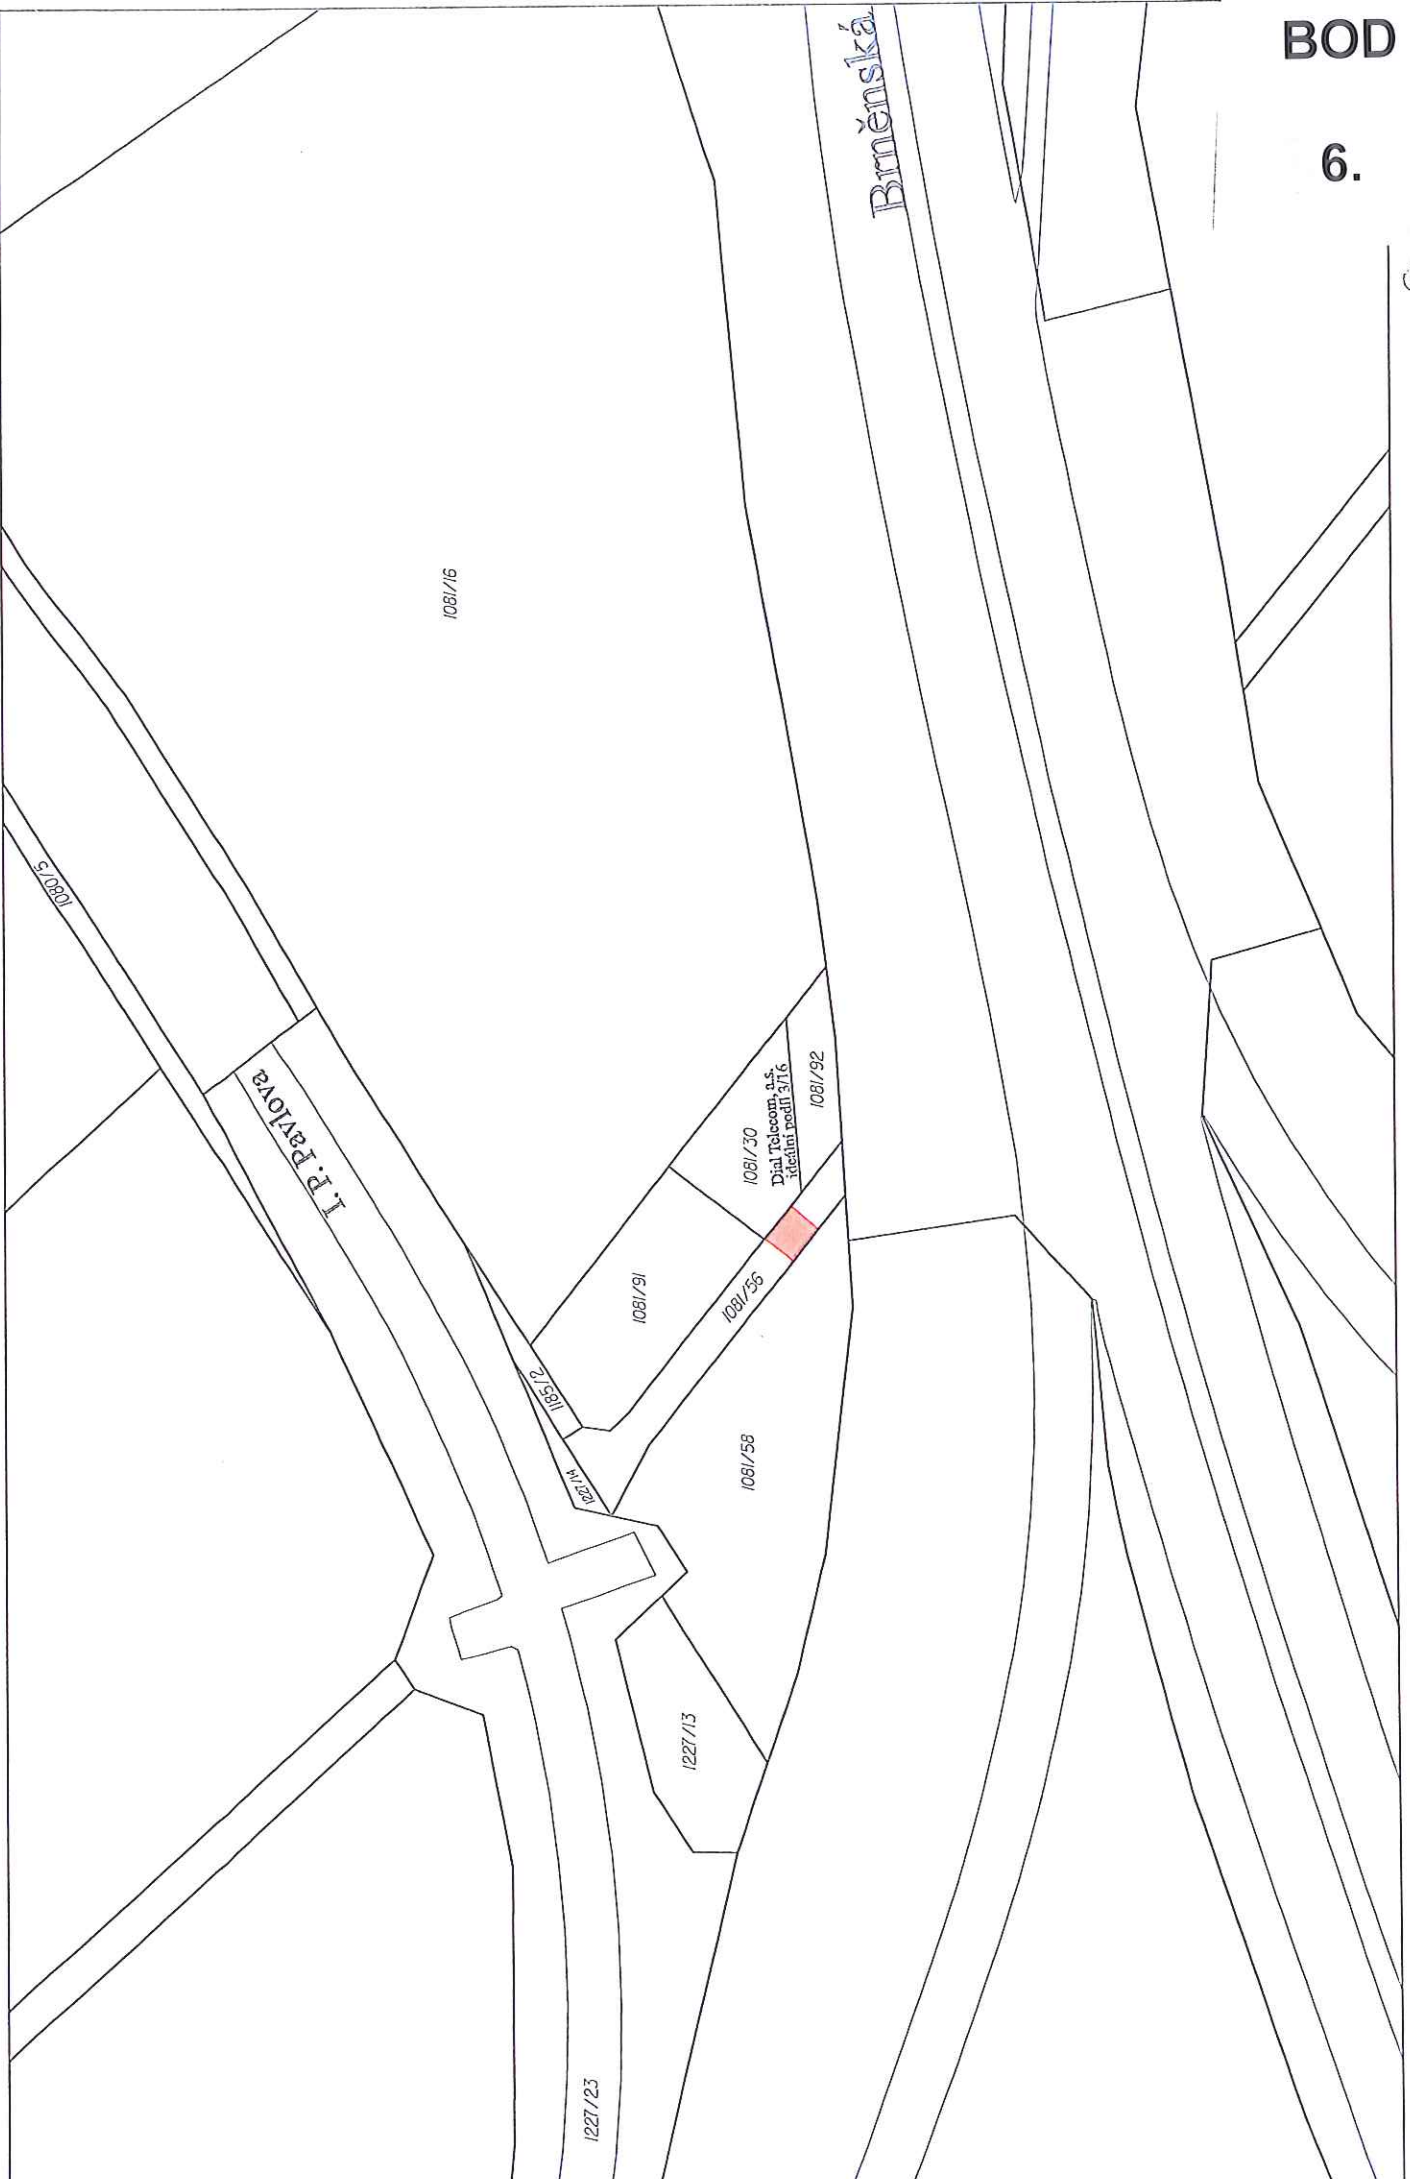 BOD
6.
Brněnská
1081/16
1080/5
I. P. Pavlova
1081/92
1081/30
Dial Telecom, a.s.
ideální podíl 3/16
1081/91
1081/56
1185/2
1081/58
1227/14
1227/13
1227/23